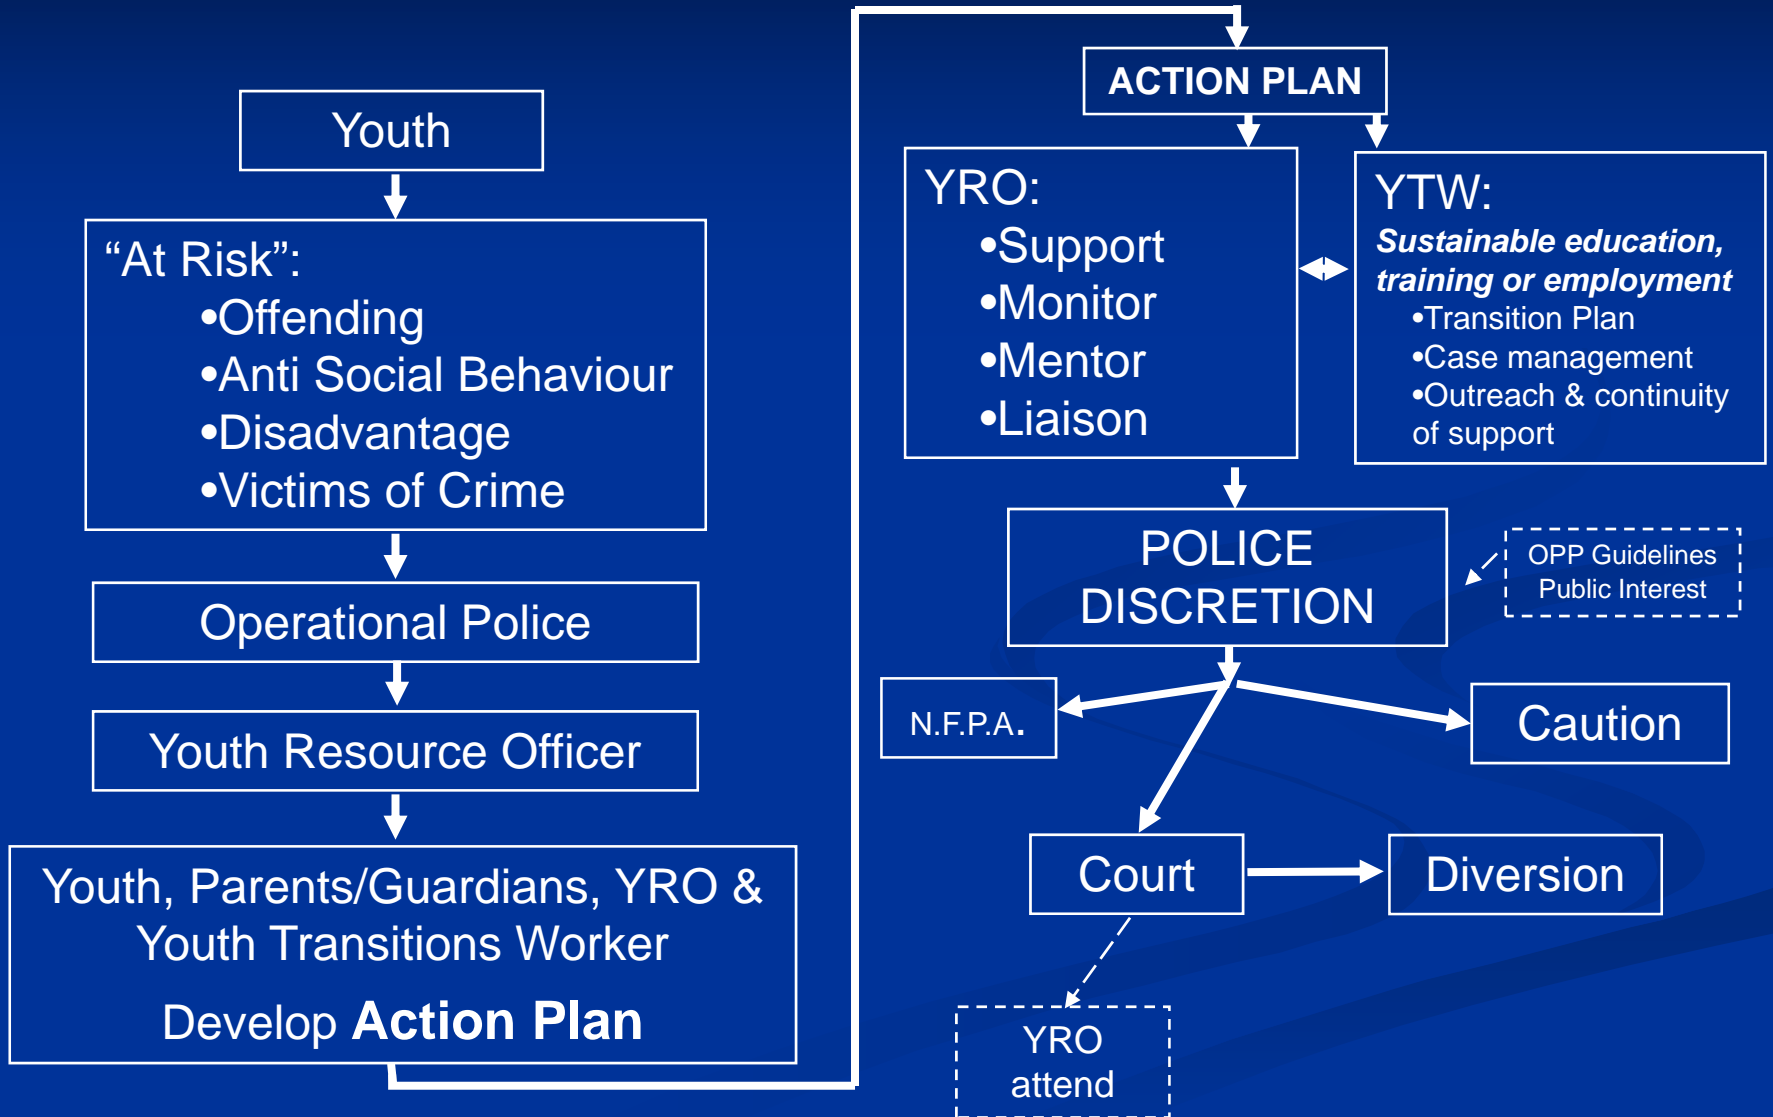 Youth
“At Risk”:
•Offending
•Anti Social Behaviour
•Disadvantage
•Victims of Crime
Operational Police
Youth Resource Officer
Youth, Parents/Guardians, YRO &
Youth Transitions Worker
Develop Action Plan
ACTION PLAN
YRO:
•Support
•Monitor
•Mentor
•Liaison
YTW:
Sustainable education,
training or employment
•Transition Plan
•Case management
•Outreach & continuity
of support
POLICE
DISCRETION
OPP Guidelines
Public Interest
N.F.P.A.
Caution
Court
Diversion
YRO
attend